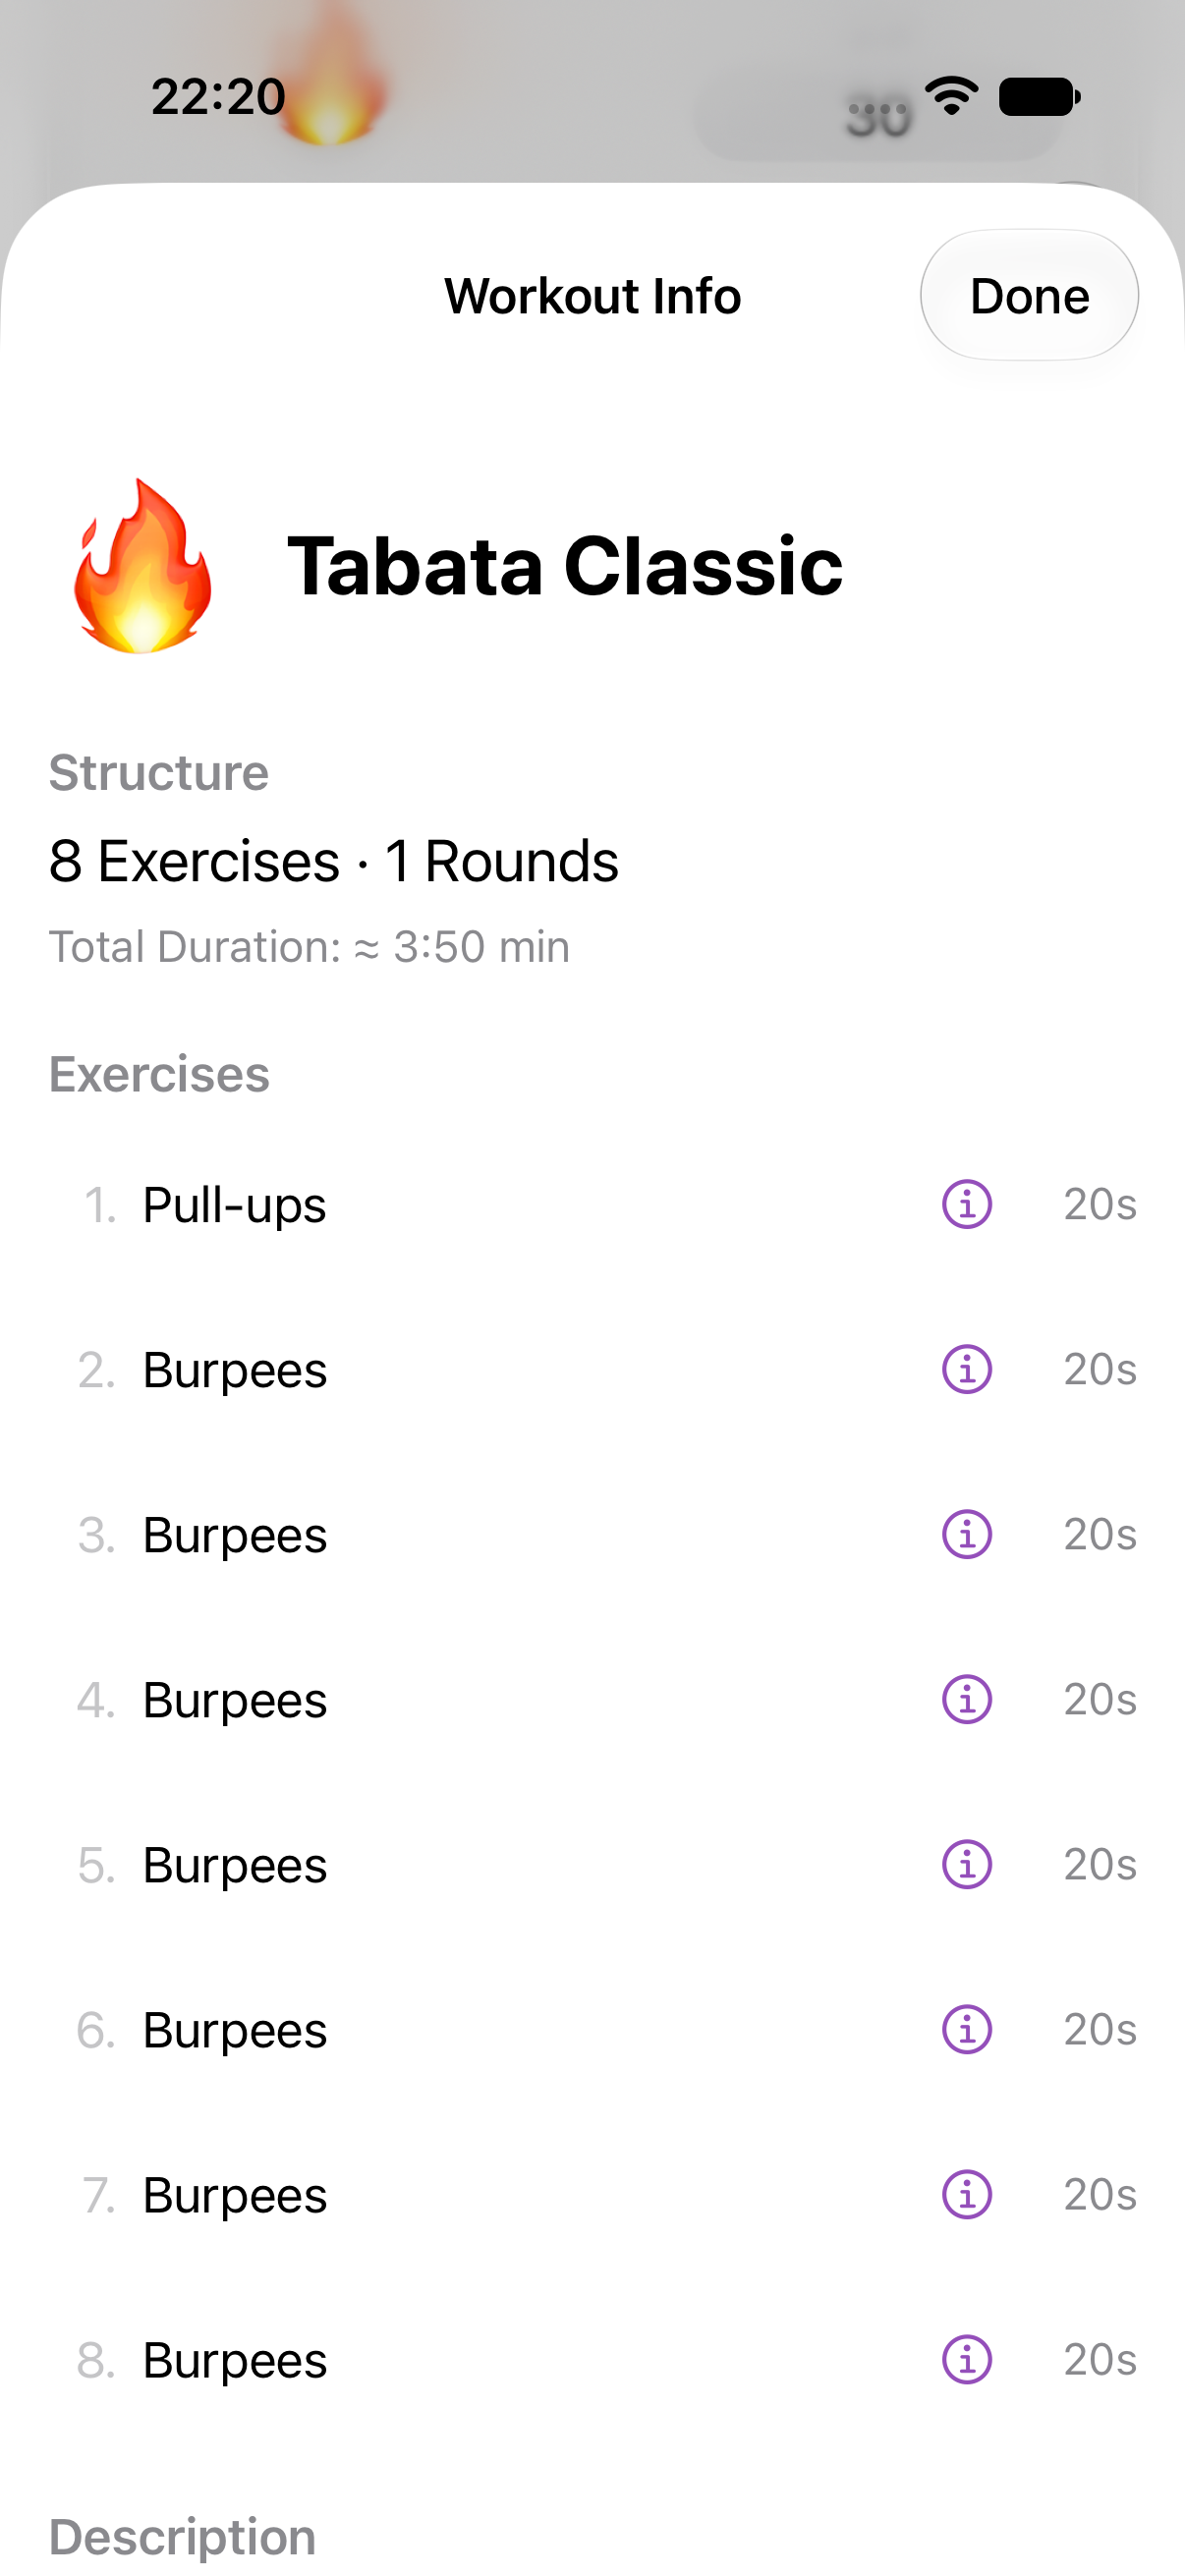 22:20
30
Workout Info
Done
Tabata Classic
Structure
8 Exercises · 1 Rounds
Total Duration: ≈ 3:50 min
Exercises
1. Pull-ups 20s
2. Burpees 20s
3. Burpees 20s
4. Burpees 20s
5. Burpees 20s
6. Burpees 20s
7. Burpees 20s
8. Burpees 20s
Description